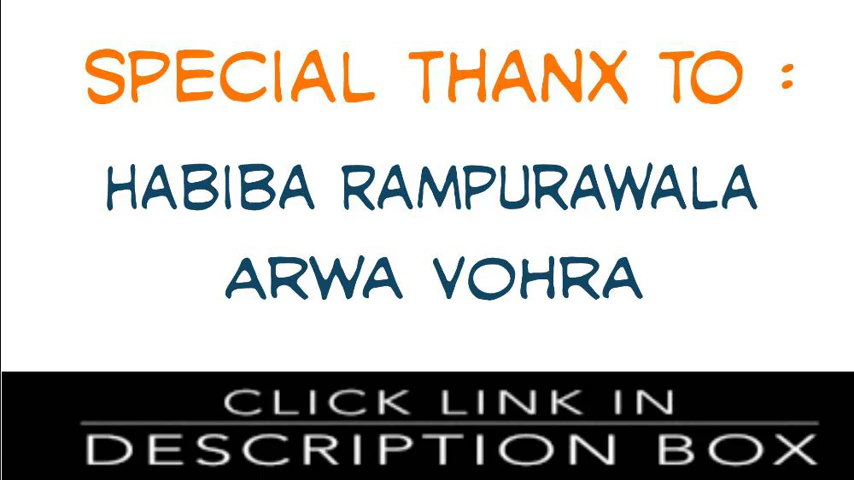 SPECIAL THANX TO :
HABIBA RAMPURAWALA
ARWA VOHRA
CLICK LINK IN
DESCRIPTION BOX